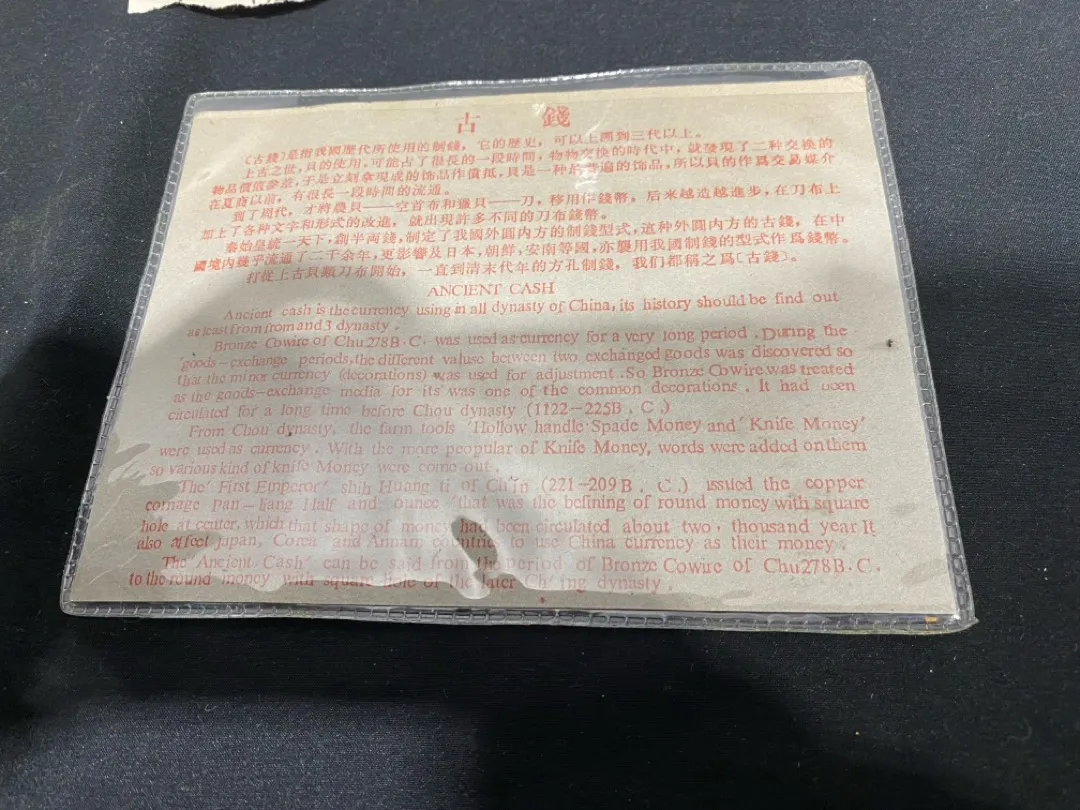 古 錢
〔古錢〕是指我國歷代所使用的制錢，它的歷史，可以上溯到三代以上。
上古之世，貝的使用，可能占了很長的一段時間，物物交換的時代中，就發現了二种交換的
物品價值參差，于是立刻拿現成的饰品作價抵，貝是一种最普遍的饰品，所以貝的作爲交易媒介
在夏商以前，有很長一段時間的流通。
到了周代，才將農貝——空首布和獵貝——刀，移用作錢幣，后来越造越進步，在刀布上
加上了各种文字和形式的改進，就出現許多不同的刀布錢幣。
秦始皇統一天下，創半两錢，制定了我國外圓内方的制錢型式，這种外圓内方的古錢，在中
國境内幾乎流通了二千余年，更影響及日本，朝鮮，安南等國，亦襲用我國制錢的型式作爲錢幣。
打從上古貝類刀布開始，一直到清末代年的方孔制錢，我们都稱之爲〔古錢〕。
ANCIENT CASH
Ancient cash is the currency using in all dynasty of China, its history should be find out
as least from from and 3 dynasty .
Bronze Cowire of Chu 278 B . C . was used as currency for a very long period . During the
'goods—exchange periods, the different valuse between two exchanged goods was discovered so
that the minor currency (decorations) was used for adjustment . So Bronze Cowire was treated
as the goods—exchange media for its was one of the common decorations . It had been
circulated for a long time before Chou dynasty (1122—225B . C .)
From Chou dynasty, the farm tools 'Hollow handle Spade Money and 'Knife Money'
were usod as currency . With the more peopular of Knife Money, words were added on them
so various kind of knife Money were come out .
The 'First Emperor' shih Huang ti of Ch'in (221—209 B . C .) issued the copper
coinage pan—liang Half and ounce 'that was the befining of round money with square
hole at center, which that shape of money had been circulated about two , thousand year It
also affect Japan, Corea and Annam countries to use China currency as their money .
The 'Ancient Cash' can be said from the period of Bronze Cowire of Chu 278 B . C .
to the round money with square hole of the later Ch' ing dynasty .